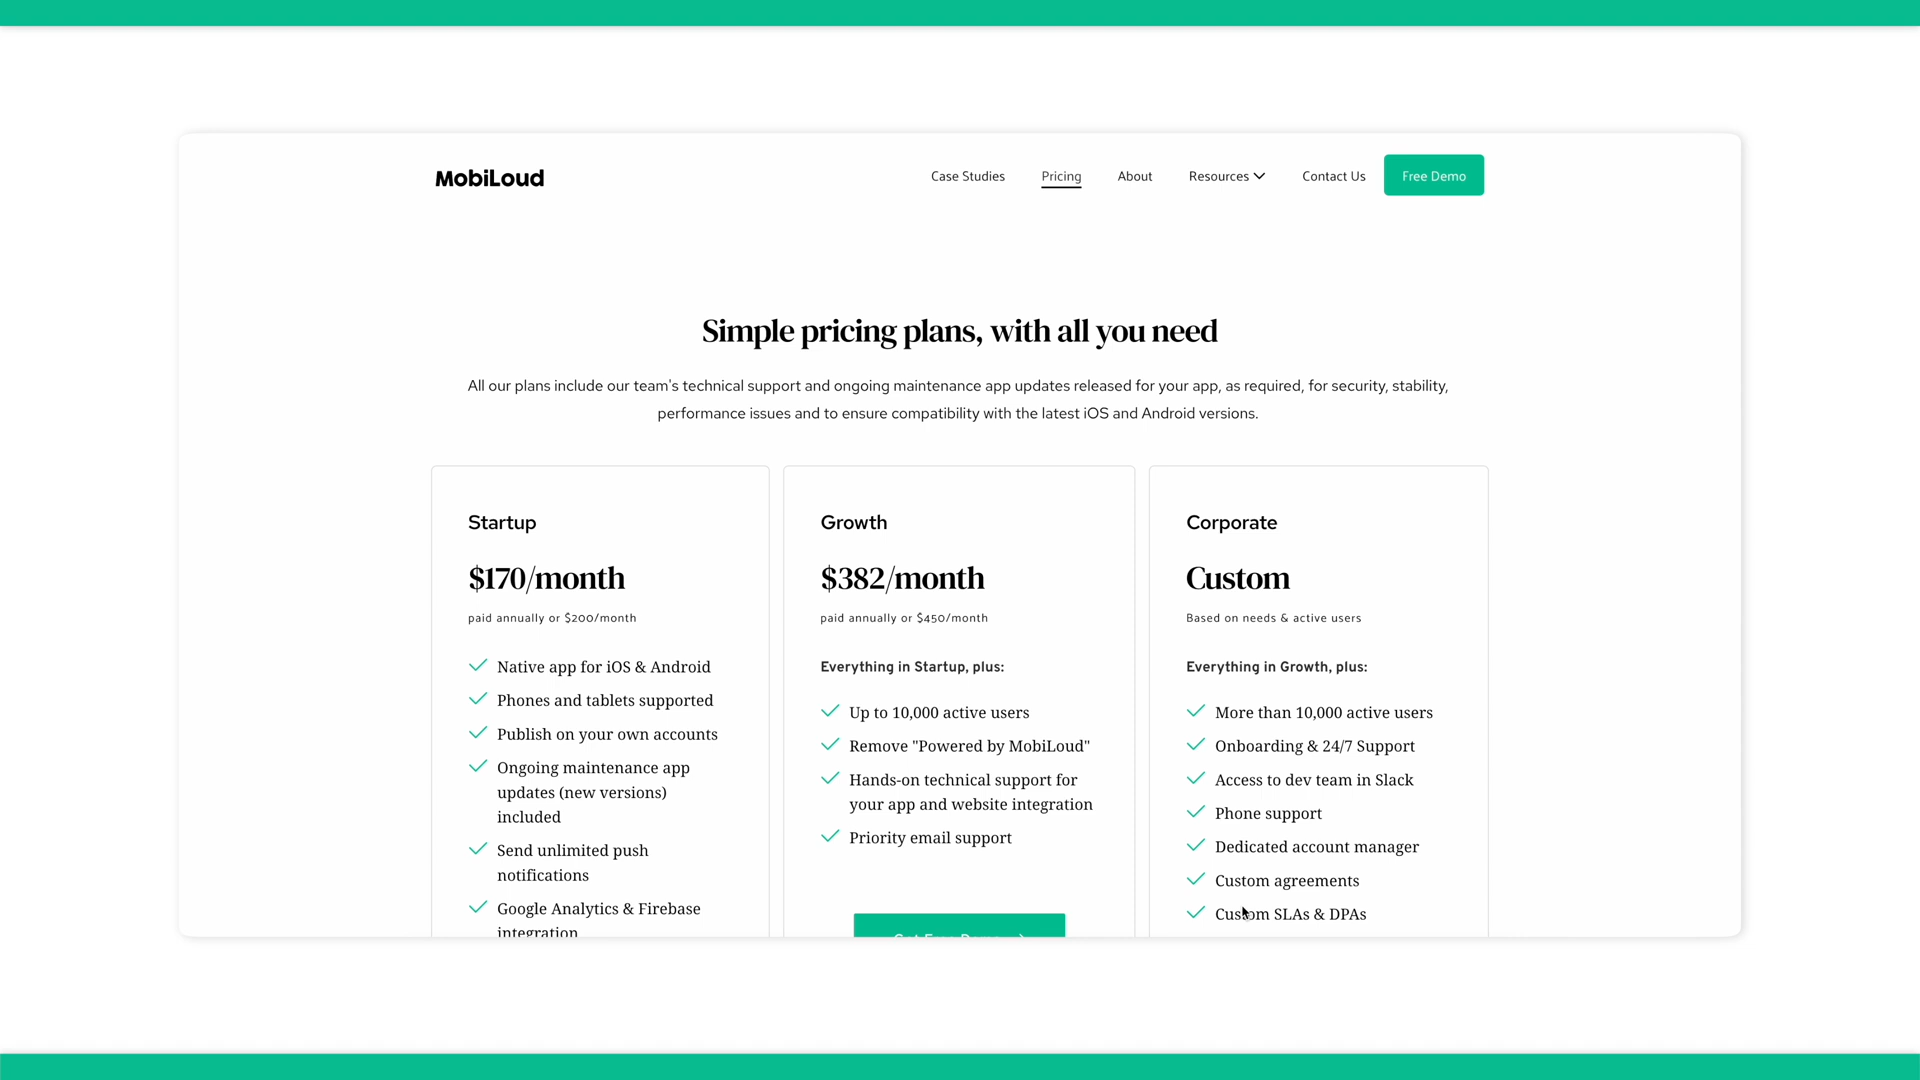 MobiLoud
Case Studies
Pricing
About
Resources
Contact Us
Free Demo
Simple pricing plans, with all you need
All our plans include our team's technical support and ongoing maintenance app updates released for your app, as required, for security, stability,
performance issues and to ensure compatibility with the latest iOS and Android versions.
Startup
$170/month
paid annually or $200/month
Native app for iOS & Android
Phones and tablets supported
Publish on your own accounts
Ongoing maintenance app
updates (new versions)
included
Send unlimited push
notifications
Google Analytics & Firebase
integration
Growth
$382/month
paid annually or $450/month
Everything in Startup, plus:
Up to 10,000 active users
Remove "Powered by MobiLoud"
Hands-on technical support for
your app and website integration
Priority email support
Get Free Demo
Corporate
Custom
Based on needs & active users
Everything in Growth, plus:
More than 10,000 active users
Onboarding & 24/7 Support
Access to dev team in Slack
Phone support
Dedicated account manager
Custom agreements
Custom SLAs & DPAs